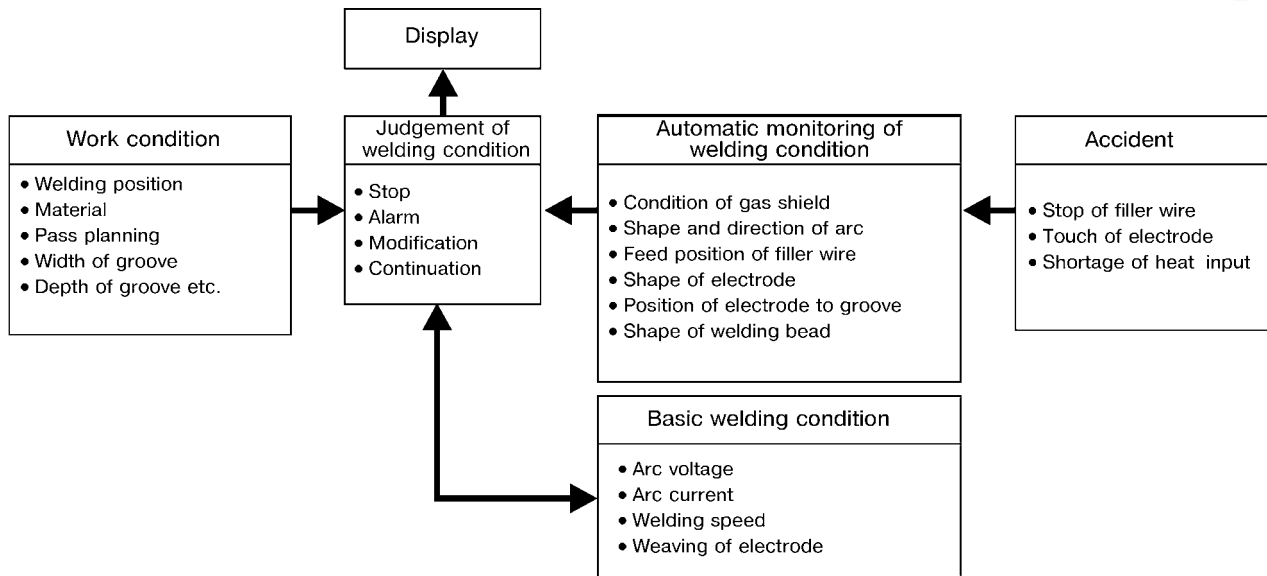 Display
Work condition
• Welding position
• Material
• Pass planning
• Width of groove
• Depth of groove etc.
Judgement of
welding condition
• Stop
• Alarm
• Modification
• Continuation
Automatic monitoring of
welding condition
• Condition of gas shield
• Shape and direction of arc
• Feed position of filler wire
• Shape of electrode
• Position of electrode to groove
• Shape of welding bead
Accident
• Stop of filler wire
• Touch of electrode
• Shortage of heat input
Basic welding condition
• Arc voltage
• Arc current
• Welding speed
• Weaving of electrode